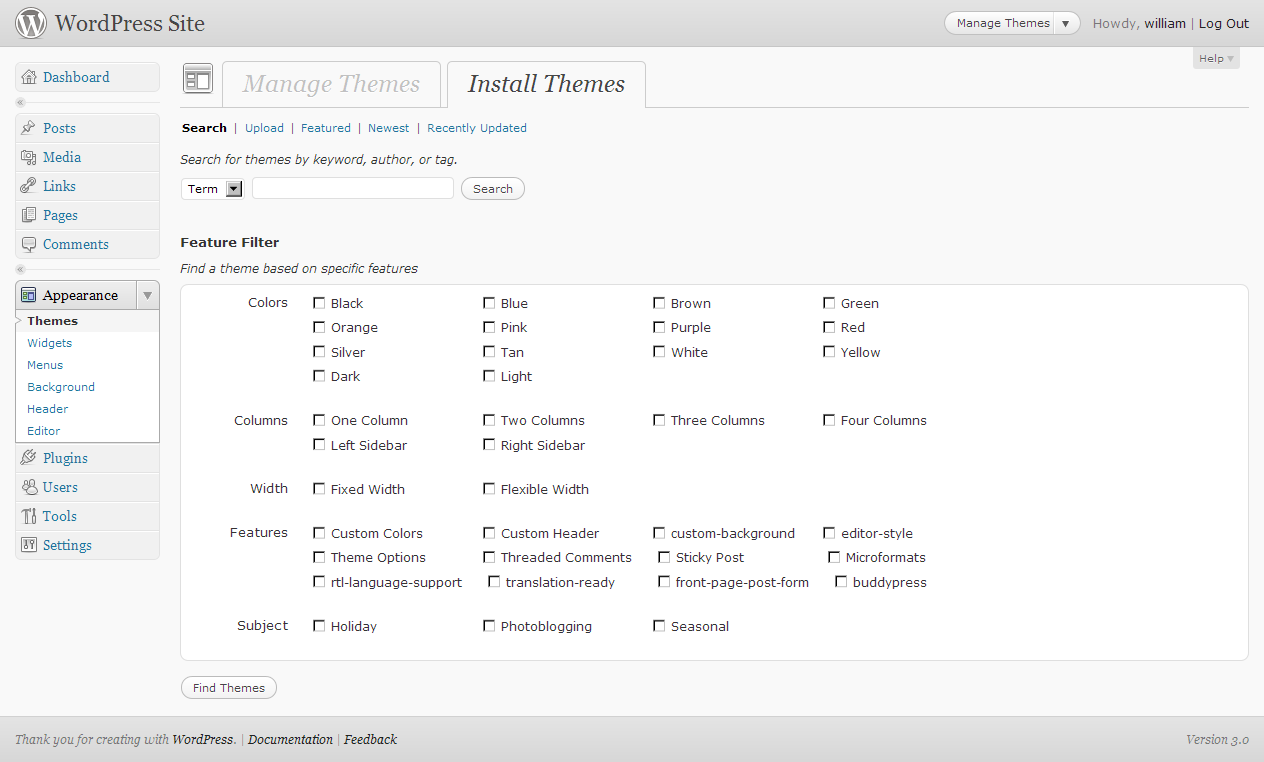 WordPress Site
Manage Themes
Howdy, william | Log Out
Help
Dashboard
Posts
Media
Links
Pages
Comments
Appearance
Themes
Widgets
Menus
Background
Header
Editor
Plugins
Users
Tools
Settings
Manage Themes Install Themes
Search | Upload | Featured | Newest | Recently Updated
Search for themes by keyword, author, or tag.
Term Search
Feature Filter
Find a theme based on specific features
Colors Black Blue Brown Green
Orange Pink Purple Red
Silver Tan White Yellow
Dark Light
Columns One Column Two Columns Three Columns Four Columns
Left Sidebar Right Sidebar
Width Fixed Width Flexible Width
Features Custom Colors Custom Header custom-background editor-style
Theme Options Threaded Comments Sticky Post Microformats
rtl-language-support translation-ready front-page-post-form buddypress
Subject Holiday Photoblogging Seasonal
Find Themes
Thank you for creating with WordPress. | Documentation | Feedback
Version 3.0